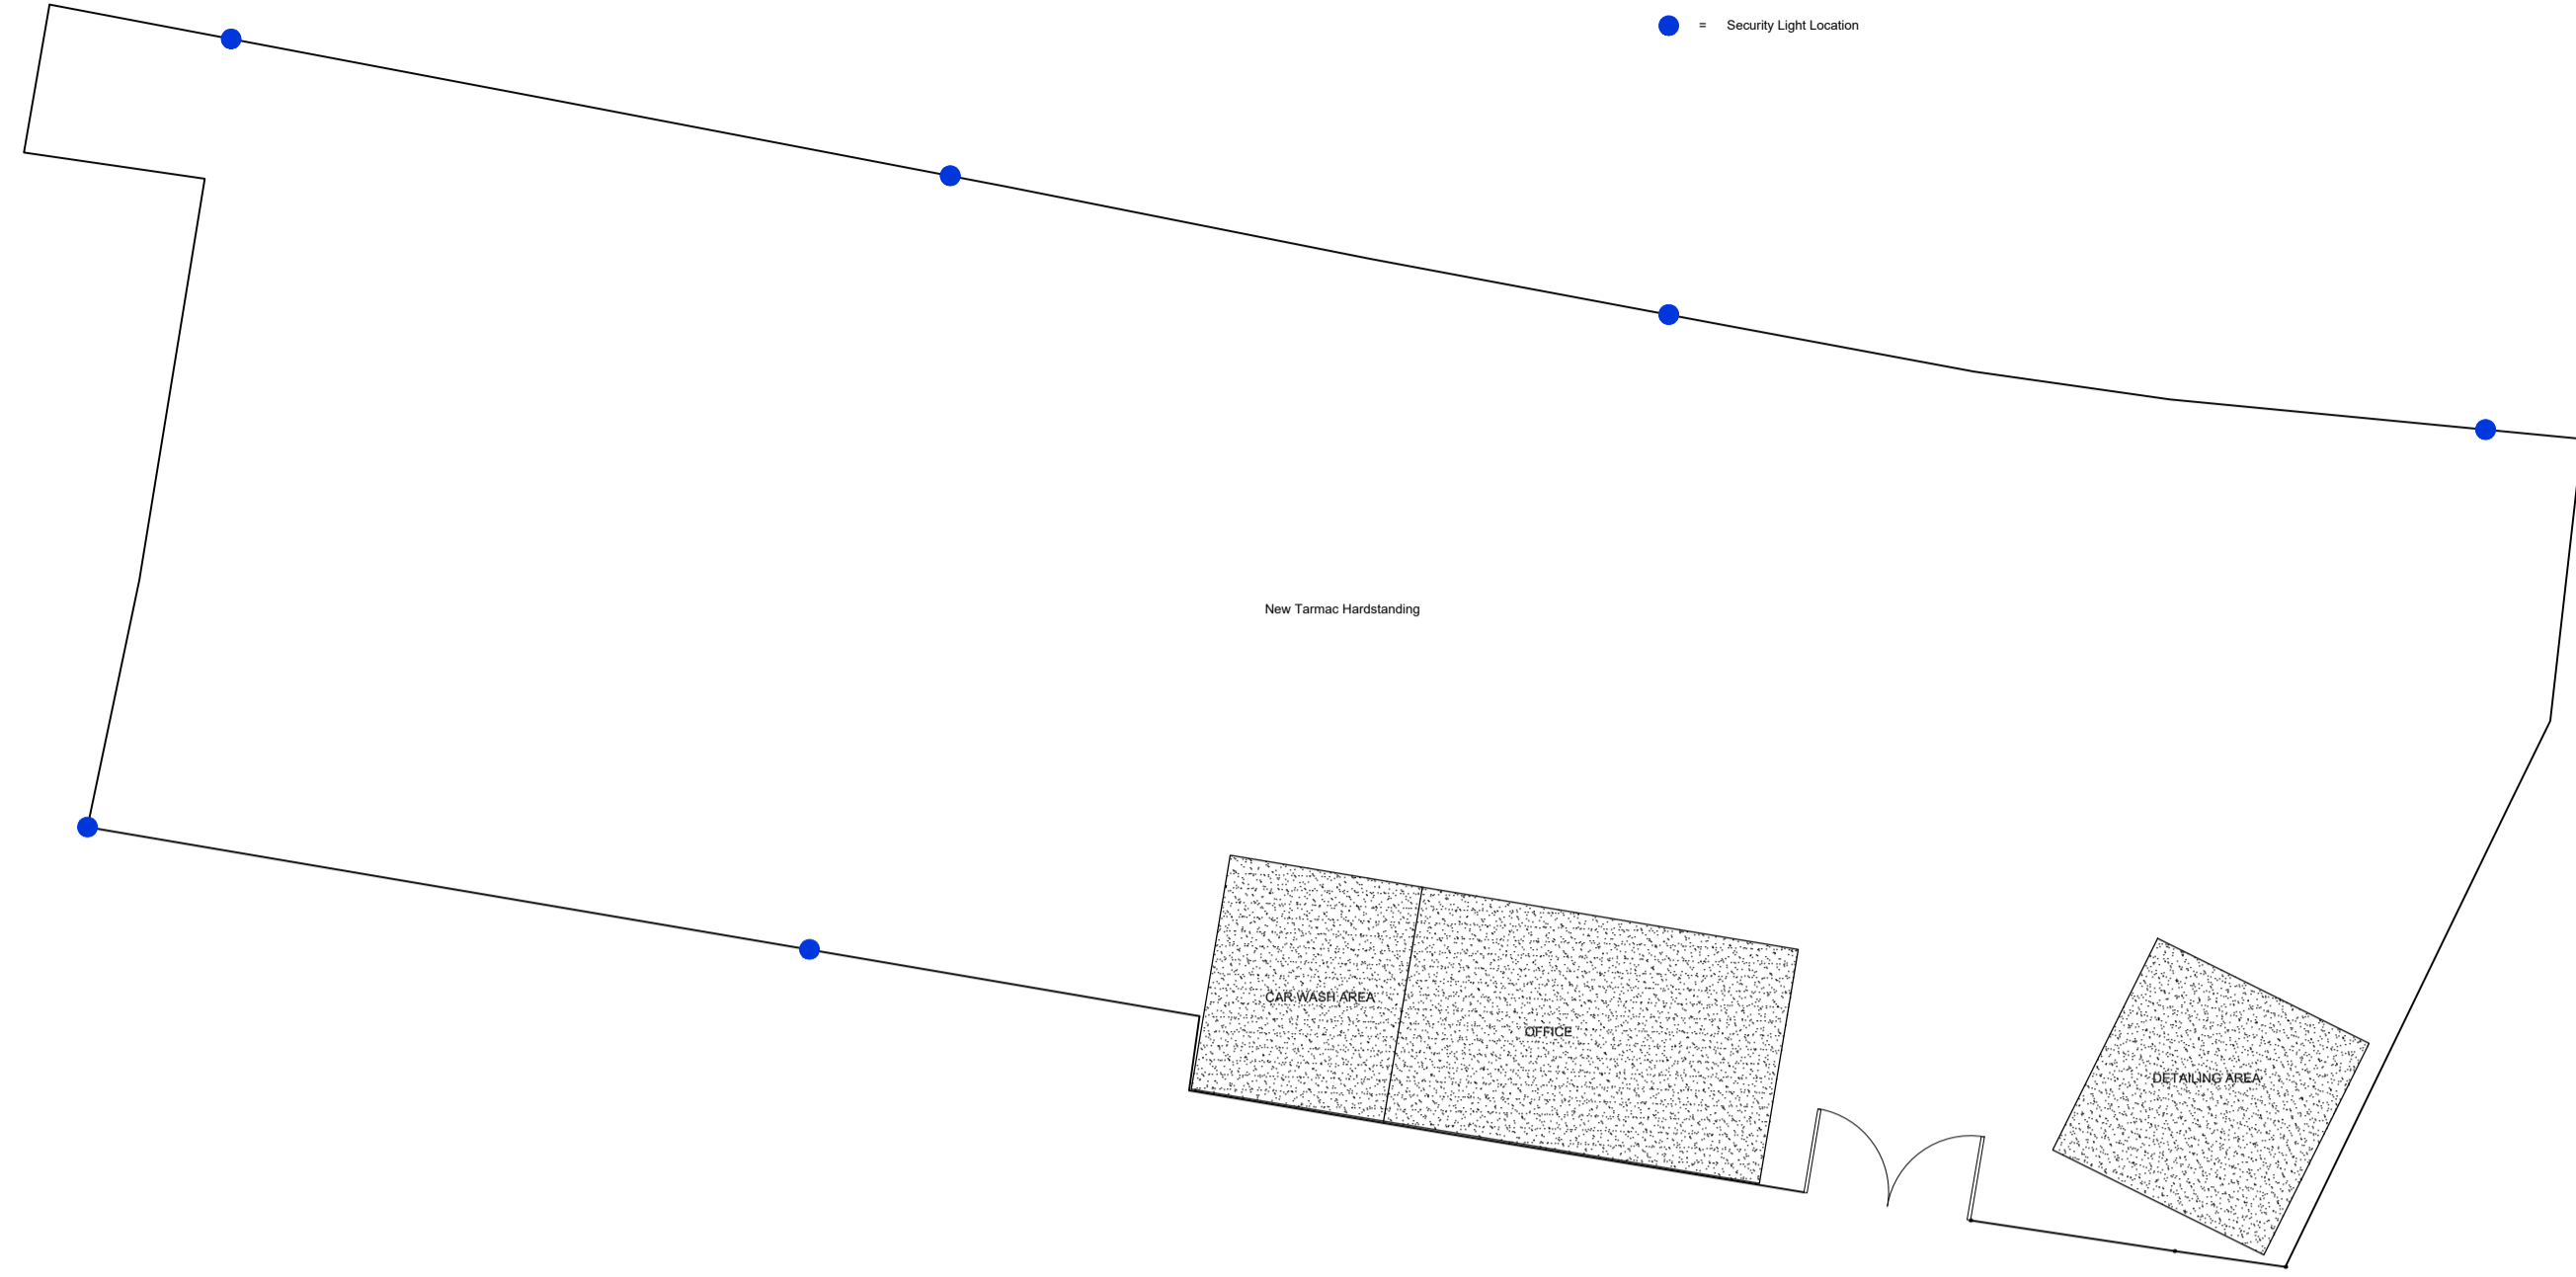 = Security Light Location
New Tarmac Hardstanding
CAR WASH AREA
OFFICE
DETAILING AREA